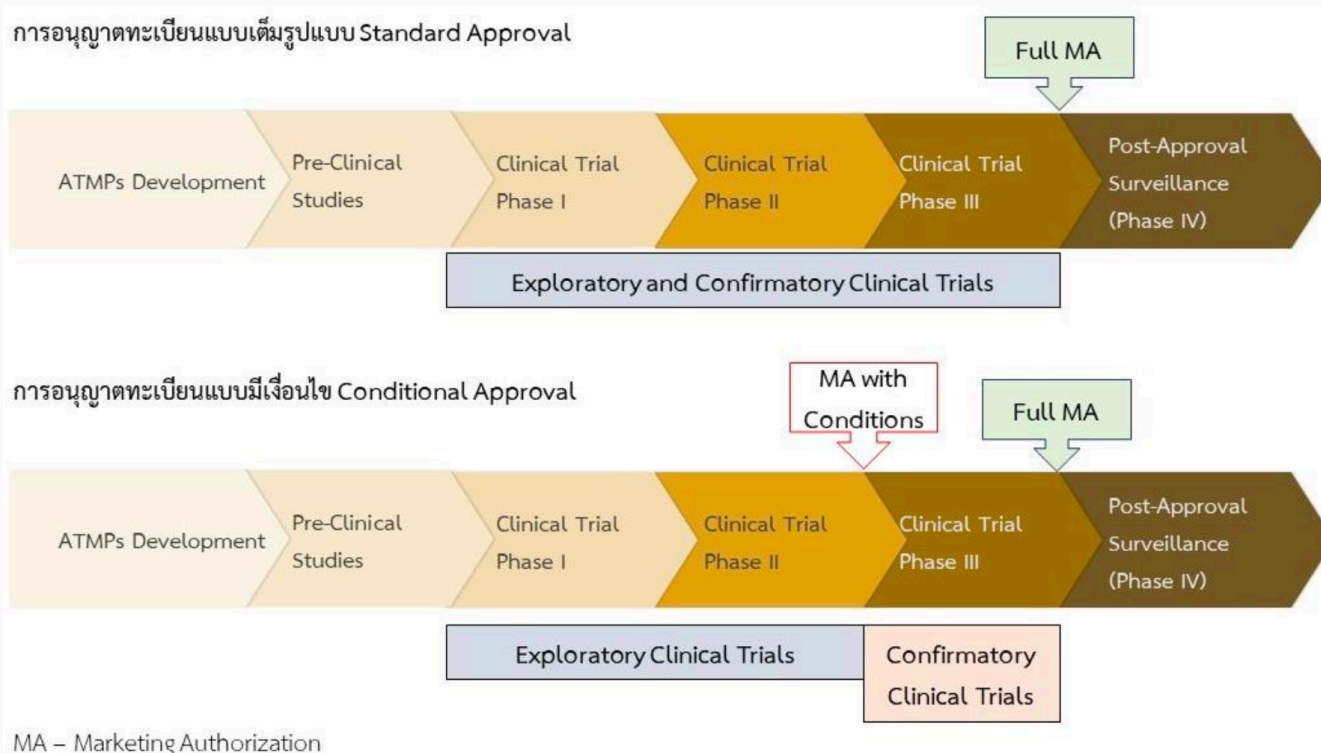 การอนุญาตทะเบียนแบบเต็มรูปแบบ Standard Approval
Full MA
ATMPs Development
Pre-Clinical
Studies
Clinical Trial
Phase I
Clinical Trial
Phase II
Clinical Trial
Phase III
Post-Approval
Surveillance
(Phase IV)
Exploratory and Confirmatory Clinical Trials
การอนุญาตทะเบียนแบบมีเงื่อนไข Conditional Approval
MA with
Conditions
Full MA
ATMPs Development
Pre-Clinical
Studies
Clinical Trial
Phase I
Clinical Trial
Phase II
Clinical Trial
Phase III
Post-Approval
Surveillance
(Phase IV)
Exploratory Clinical Trials
Confirmatory
Clinical Trials
MA – Marketing Authorization